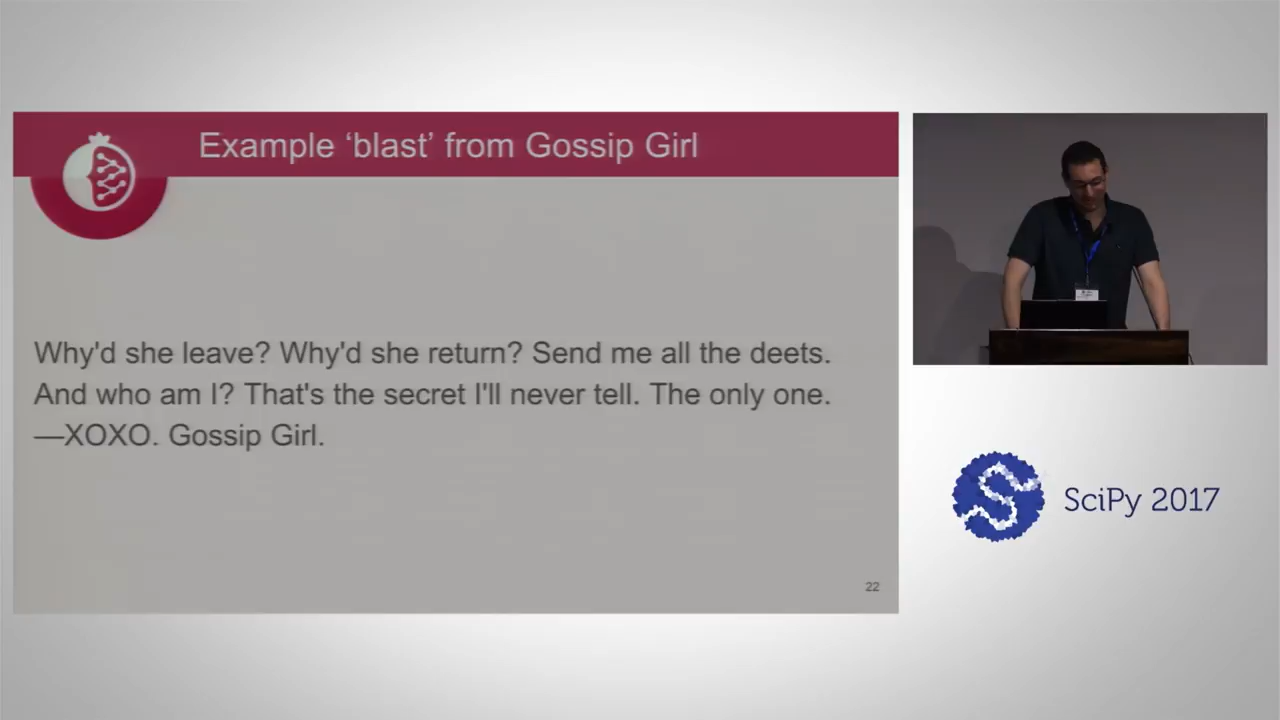 Example ‘blast’ from Gossip Girl
Why'd she leave? Why'd she return? Send me all the deets.
And who am I? That's the secret I'll never tell. The only one.
—XOXO. Gossip Girl.
22
SciPy 2017